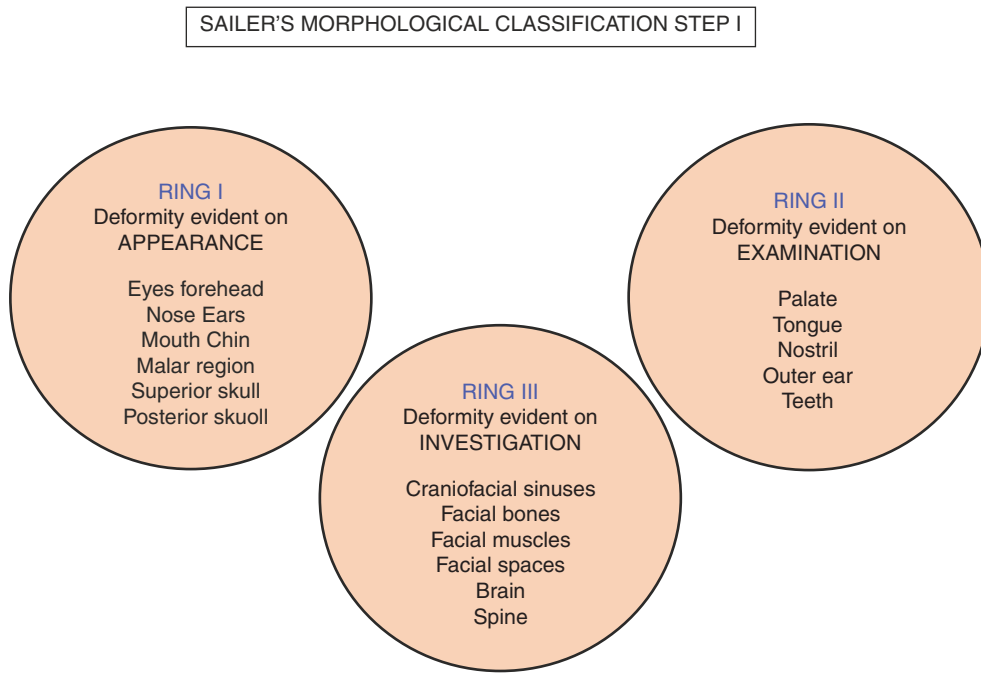 SAILER'S MORPHOLOGICAL CLASSIFICATION STEP I
RING I
Deformity evident on
APPEARANCE
Eyes forehead
Nose Ears
Mouth Chin
Malar region
Superior skull
Posterior skuoll
RING II
Deformity evident on
EXAMINATION
Palate
Tongue
Nostril
Outer ear
Teeth
RING III
Deformity evident on
INVESTIGATION
Craniofacial sinuses
Facial bones
Facial muscles
Facial spaces
Brain
Spine